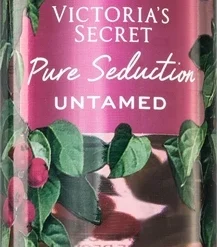 VICTORIA'S
SECRET
Pure Seduction
UNTAMED